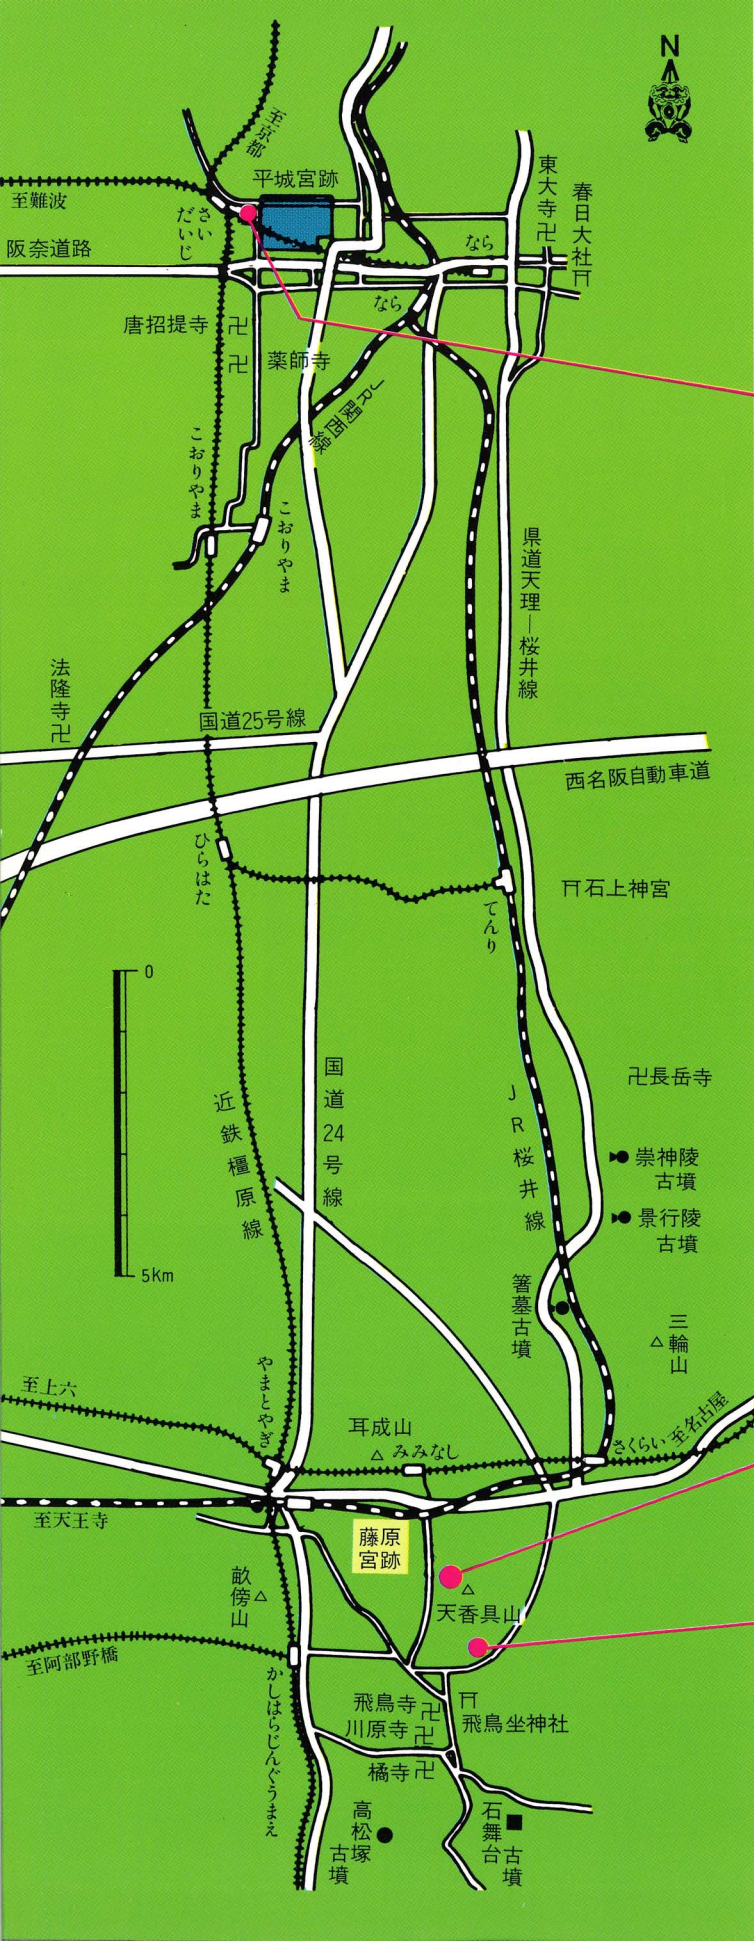 N
至京都
平城宮跡
至難波
さい
だいじ
阪奈道路
なら
東大寺卍
春日大社
なら
唐招提寺 卍
卍 薬師寺
JR関西線
こおりやま
こおりやま
県道天理—桜井線
法隆寺卍
国道25号線
西名阪自動車道
ひらはた
てんり
石上神宮
0
5Km
国道24号線
近鉄橿原線
卍長岳寺
JR桜井線
崇神陵
古墳
景行陵
古墳
箸墓古墳
三輪山
至上六
やまとやぎ
耳成山
みみなし
さくらい
至名古屋
至天王寺
藤原
宮跡
畝傍山
天香具山
至阿部野橋
かしはらじんぐうまえ
飛鳥寺卍
川原寺卍
飛鳥坐神社
橘寺卍
高松塚
古墳
石舞台
古墳